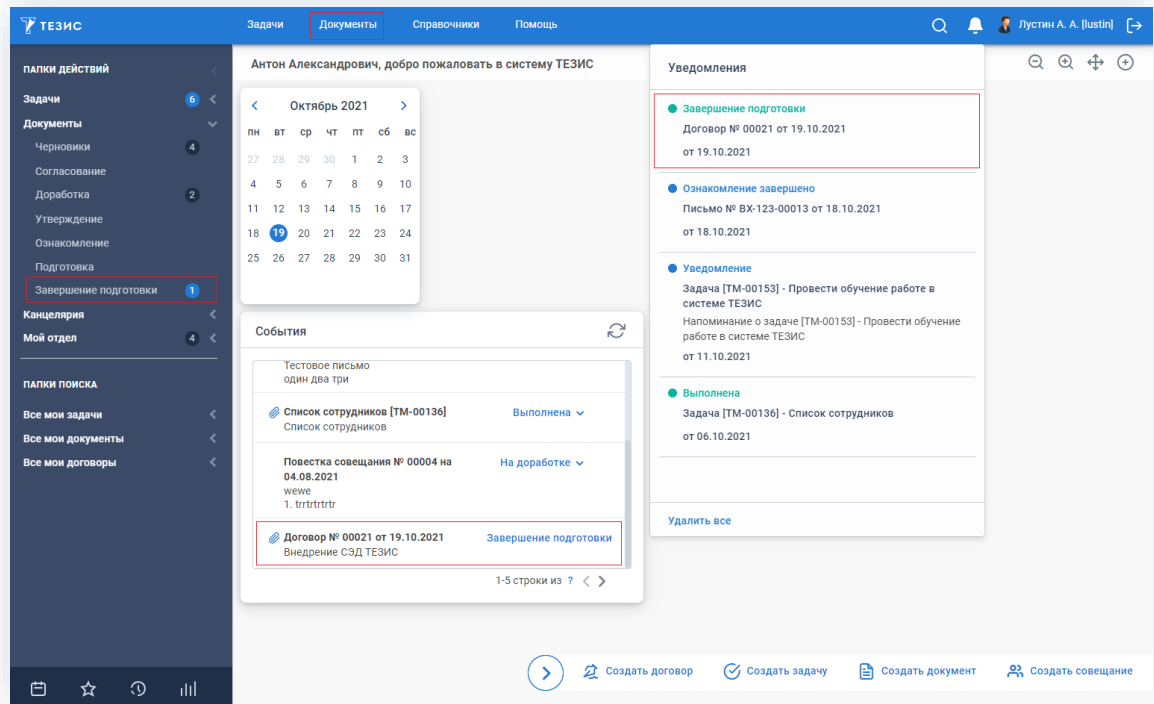 ТЕЗИС
Задачи
Документы
Справочники
Помощь
Лустин А. А. [lustin]
ПАПКИ ДЕЙСТВИЙ
Задачи 6
Документы
Черновики 4
Согласование
Доработка 2
Утверждение
Ознакомление
Подготовка
Завершение подготовки 1
Канцелярия
Мой отдел 4
ПАПКИ ПОИСКА
Все мои задачи
Все мои документы
Все мои договоры
Антон Александрович, добро пожаловать в систему ТЕЗИС
Октябрь 2021
пн вт ср чт пт сб вс
27 28 29 30 1 2 3
4 5 6 7 8 9 10
11 12 13 14 15 16 17
18 19 20 21 22 23 24
25 26 27 28 29 30 31
События
Тестовое письмо
один два три
Список сотрудников [TM-00136] Выполнена
Список сотрудников
Повестка совещания № 00004 на На доработке
04.08.2021
wewe
1. trrtrtrtrtr
Договор № 00021 от 19.10.2021 Завершение подготовки
Внедрение СЭД ТЕЗИС
1-5 строки из ?
Уведомления
Завершение подготовки
Договор № 00021 от 19.10.2021
от 19.10.2021
Ознакомление завершено
Письмо № ВХ-123-00013 от 18.10.2021
от 18.10.2021
Уведомление
Задача [TM-00153] - Провести обучение работе в
системе ТЕЗИС
Напоминание о задаче [TM-00153] - Провести обучение
работе в системе ТЕЗИС
от 11.10.2021
Выполнена
Задача [TM-00136] - Список сотрудников
от 06.10.2021
Удалить все
Создать договор
Создать задачу
Создать документ
Создать совещание